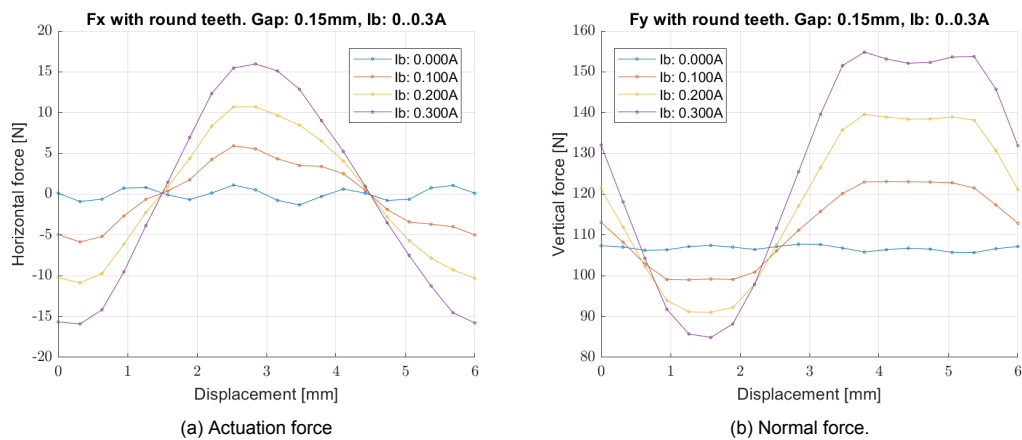 Fx with round teeth. Gap: 0.15mm, Ib: 0..0.3A
20
15
10
5
0
-5
-10
-15
-20
Horizontal force [N]
Ib: 0.000A
Ib: 0.100A
Ib: 0.200A
Ib: 0.300A
0 1 2 3 4 5 6
Displacement [mm]
(a) Actuation force
Fy with round teeth. Gap: 0.15mm, Ib: 0..0.3A
160
150
140
130
120
110
100
90
80
Vertical force [N]
Ib: 0.000A
Ib: 0.100A
Ib: 0.200A
Ib: 0.300A
0 1 2 3 4 5 6
Displacement [mm]
(b) Normal force.